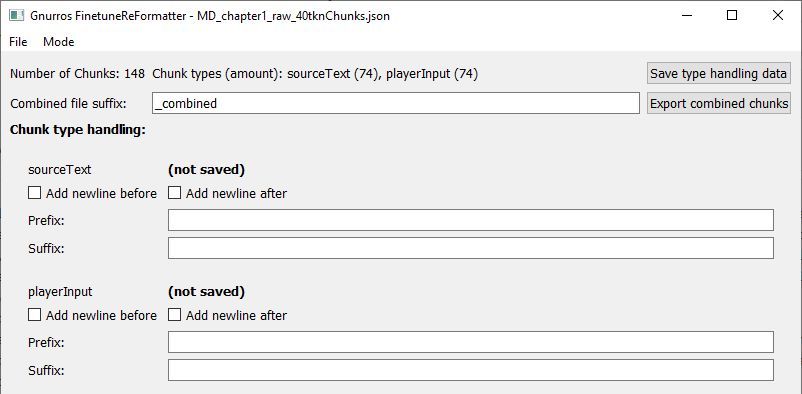 Gnurros FinetuneReFormatter - MD_chapter1_raw_40tknChunks.json
File Mode
Number of Chunks: 148 Chunk types (amount): sourceText (74), playerInput (74) Save type handling data
Combined file suffix: _combined Export combined chunks
Chunk type handling:
sourceText (not saved)
Add newline before Add newline after
Prefix:
Suffix:
playerInput (not saved)
Add newline before Add newline after
Prefix:
Suffix: